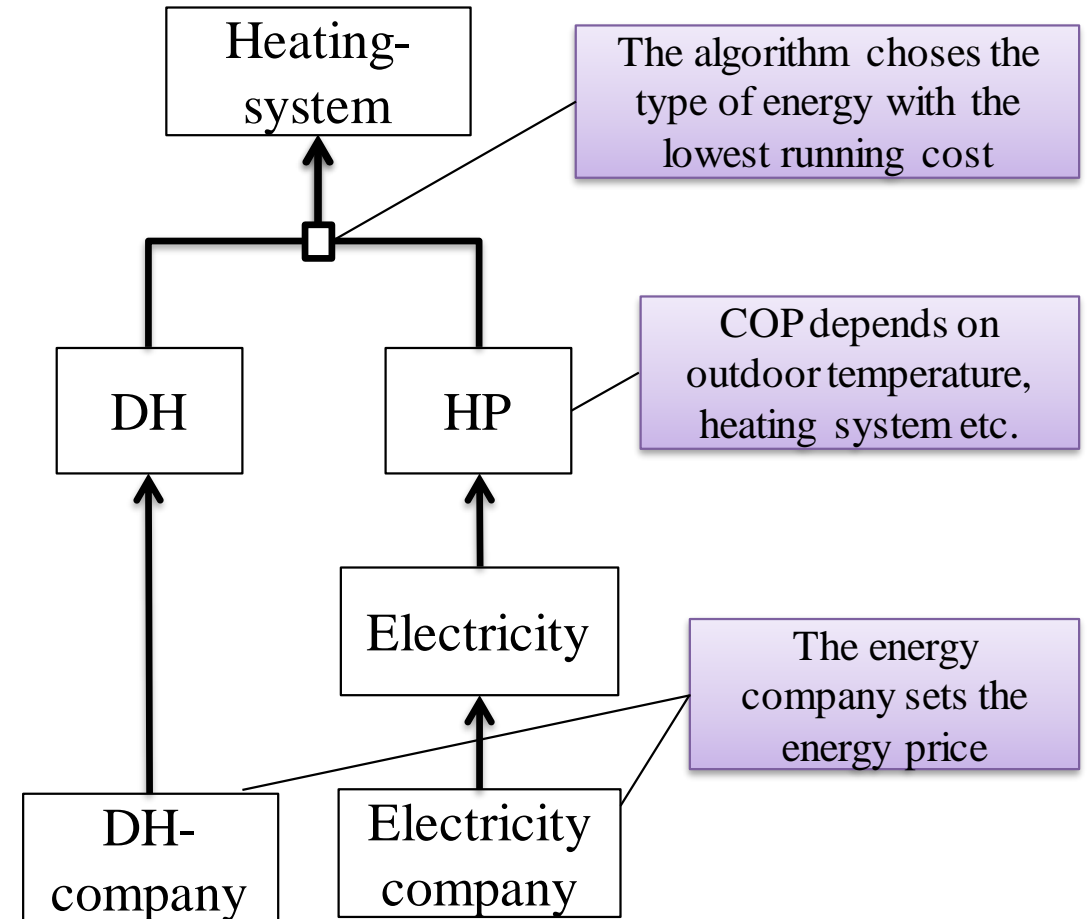 Heating-
system
The algorithm choses the
type of energy with the
lowest running cost
DH
HP
COP depends on
outdoor temperature,
heating system etc.
Electricity
The energy
company sets the
energy price
DH-
company
Electricity
company